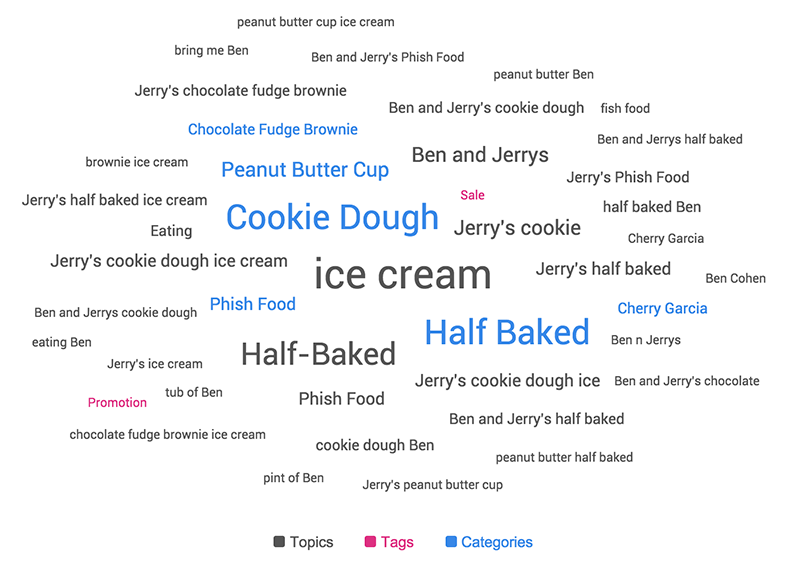 peanut butter cup ice cream
bring me Ben
Ben and Jerry's Phish Food
peanut butter Ben
Jerry's chocolate fudge brownie
Ben and Jerry's cookie dough
fish food
Chocolate Fudge Brownie
Ben and Jerrys half baked
Ben and Jerrys
brownie ice cream
Peanut Butter Cup
Jerry's Phish Food
Sale
Jerry's half baked ice cream
half baked Ben
Cookie Dough
Jerry's cookie
Eating
Cherry Garcia
Jerry's cookie dough ice cream
ice cream
Jerry's half baked
Ben Cohen
Phish Food
Cherry Garcia
Ben and Jerrys cookie dough
Half Baked
eating Ben
Ben n Jerrys
Half-Baked
Jerry's ice cream
Jerry's cookie dough ice
Ben and Jerry's chocolate
tub of Ben
Promotion
Phish Food
Ben and Jerry's half baked
chocolate fudge brownie ice cream
cookie dough Ben
peanut butter half baked
pint of Ben
Jerry's peanut butter cup
Topics
Tags
Categories